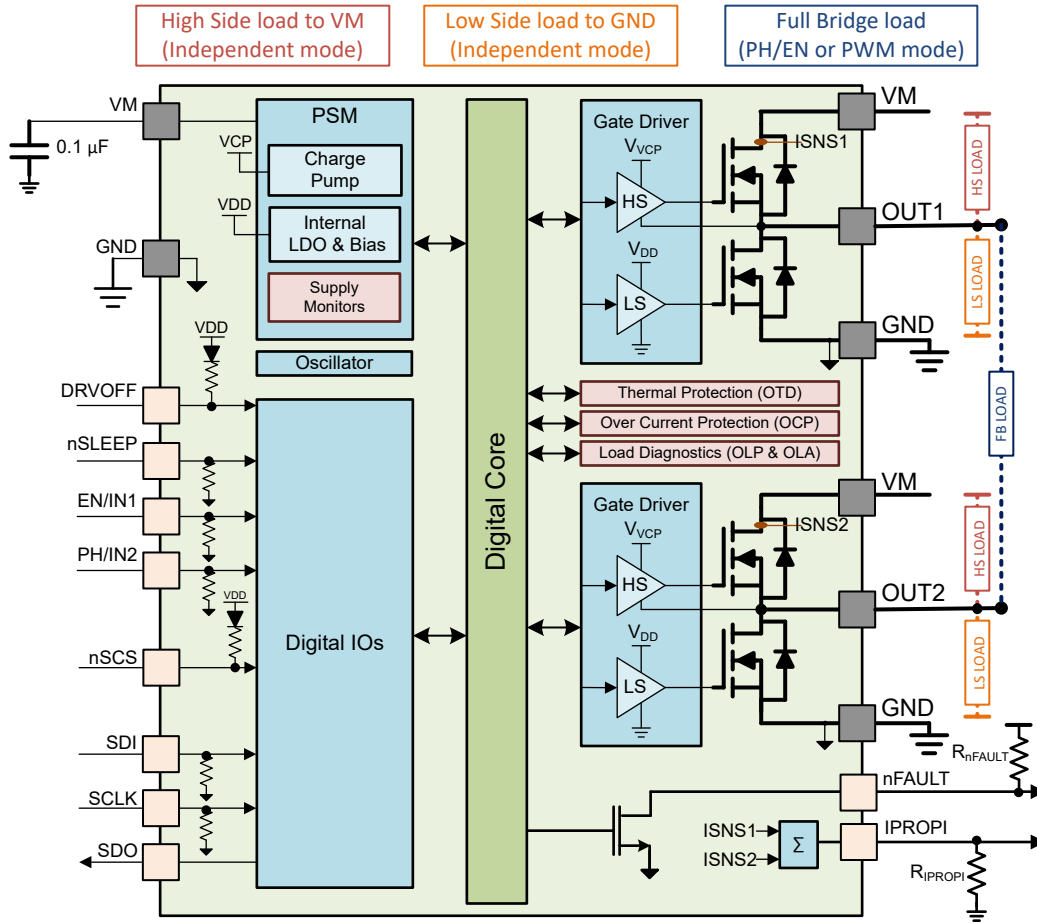 High Side load to VM
(Independent mode)
Low Side load to GND
(Independent mode)
Full Bridge load
(PH/EN or PWM mode)
VM
0.1 µF
GND
VDD
DRVOFF
nSLEEP
EN/IN1
PH/IN2
VDD
nSCS
SDI
SCLK
SDO
PSM
VCP
Charge
Pump
VDD
Internal
LDO & Bias
Supply
Monitors
Oscillator
Digital IOs
Digital Core
Gate Driver
VVCP
HS
VDD
LS
ISNS1
VM
OUT1
GND
HS LOAD
LS LOAD
FB LOAD
Thermal Protection (OTD)
Over Current Protection (OCP)
Load Diagnostics (OLP & OLA)
Gate Driver
VVCP
HS
VDD
LS
ISNS2
VM
OUT2
GND
HS LOAD
LS LOAD
RnFAULT
nFAULT
ISNS1
ISNS2
Σ
IPROPI
RIPROPI